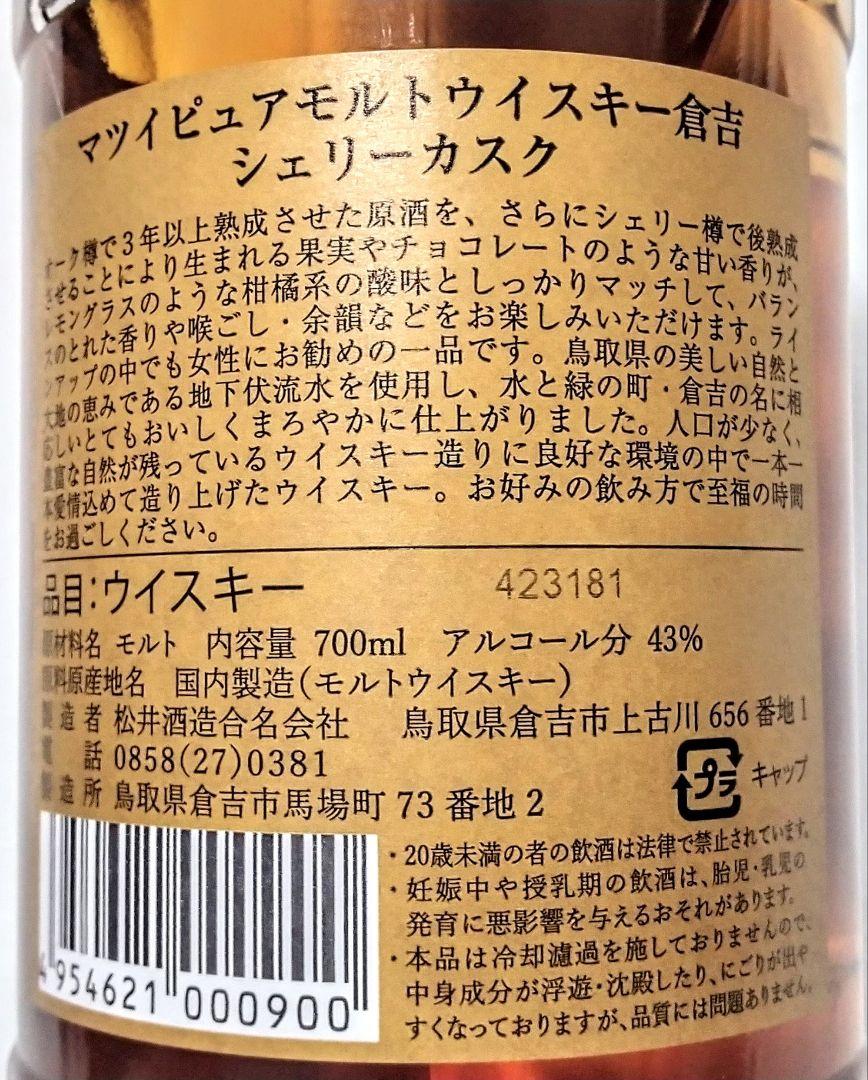 マツイピュアモルトウイスキー倉吉
シェリーカスク
オーク樽で3年以上熟成させた原酒を、さらにシェリー樽で後熟成
させることにより生まれる果実やチョコレートのような甘い香りが、
レモングラスのような柑橘系の酸味としっかりマッチして、バラン
スのとれた香りや喉ごし・余韻などをお楽しみいただけます。ライ
ンアップの中でも女性にお勧めの一品です。鳥取県の美しい自然と
大地の恵みである地下伏流水を使用し、水と緑の町・倉吉の名に相
応しいとてもおいしくまろやかに仕上がりました。人口が少なく、
豊富な自然が残っているウイスキー造りに良好な環境の中で一本一
本愛情込めて造り上げたウイスキー。お好みの飲み方で至福の時間
をお過ごしください。
品目:ウイスキー 423181
原材料名 モルト 内容量 700ml アルコール分 43%
原料原産地名 国内製造(モルトウイスキー)
製造者 松井酒造合名会社 鳥取県倉吉市上古川656番地1
電話 0858(27)0381
製造所 鳥取県倉吉市馬場町73番地2
プラ キャップ
・20歳未満の者の飲酒は法律で禁止されています。
・妊娠中や授乳期の飲酒は、胎児・乳児の
発育に悪影響を与えるおそれがあります。
・本品は冷却濾過を施しておりませんので、
中身成分が浮遊・沈殿したり、にごりが出や
すくなっておりますが、品質には問題ありません。
4 954621 000900